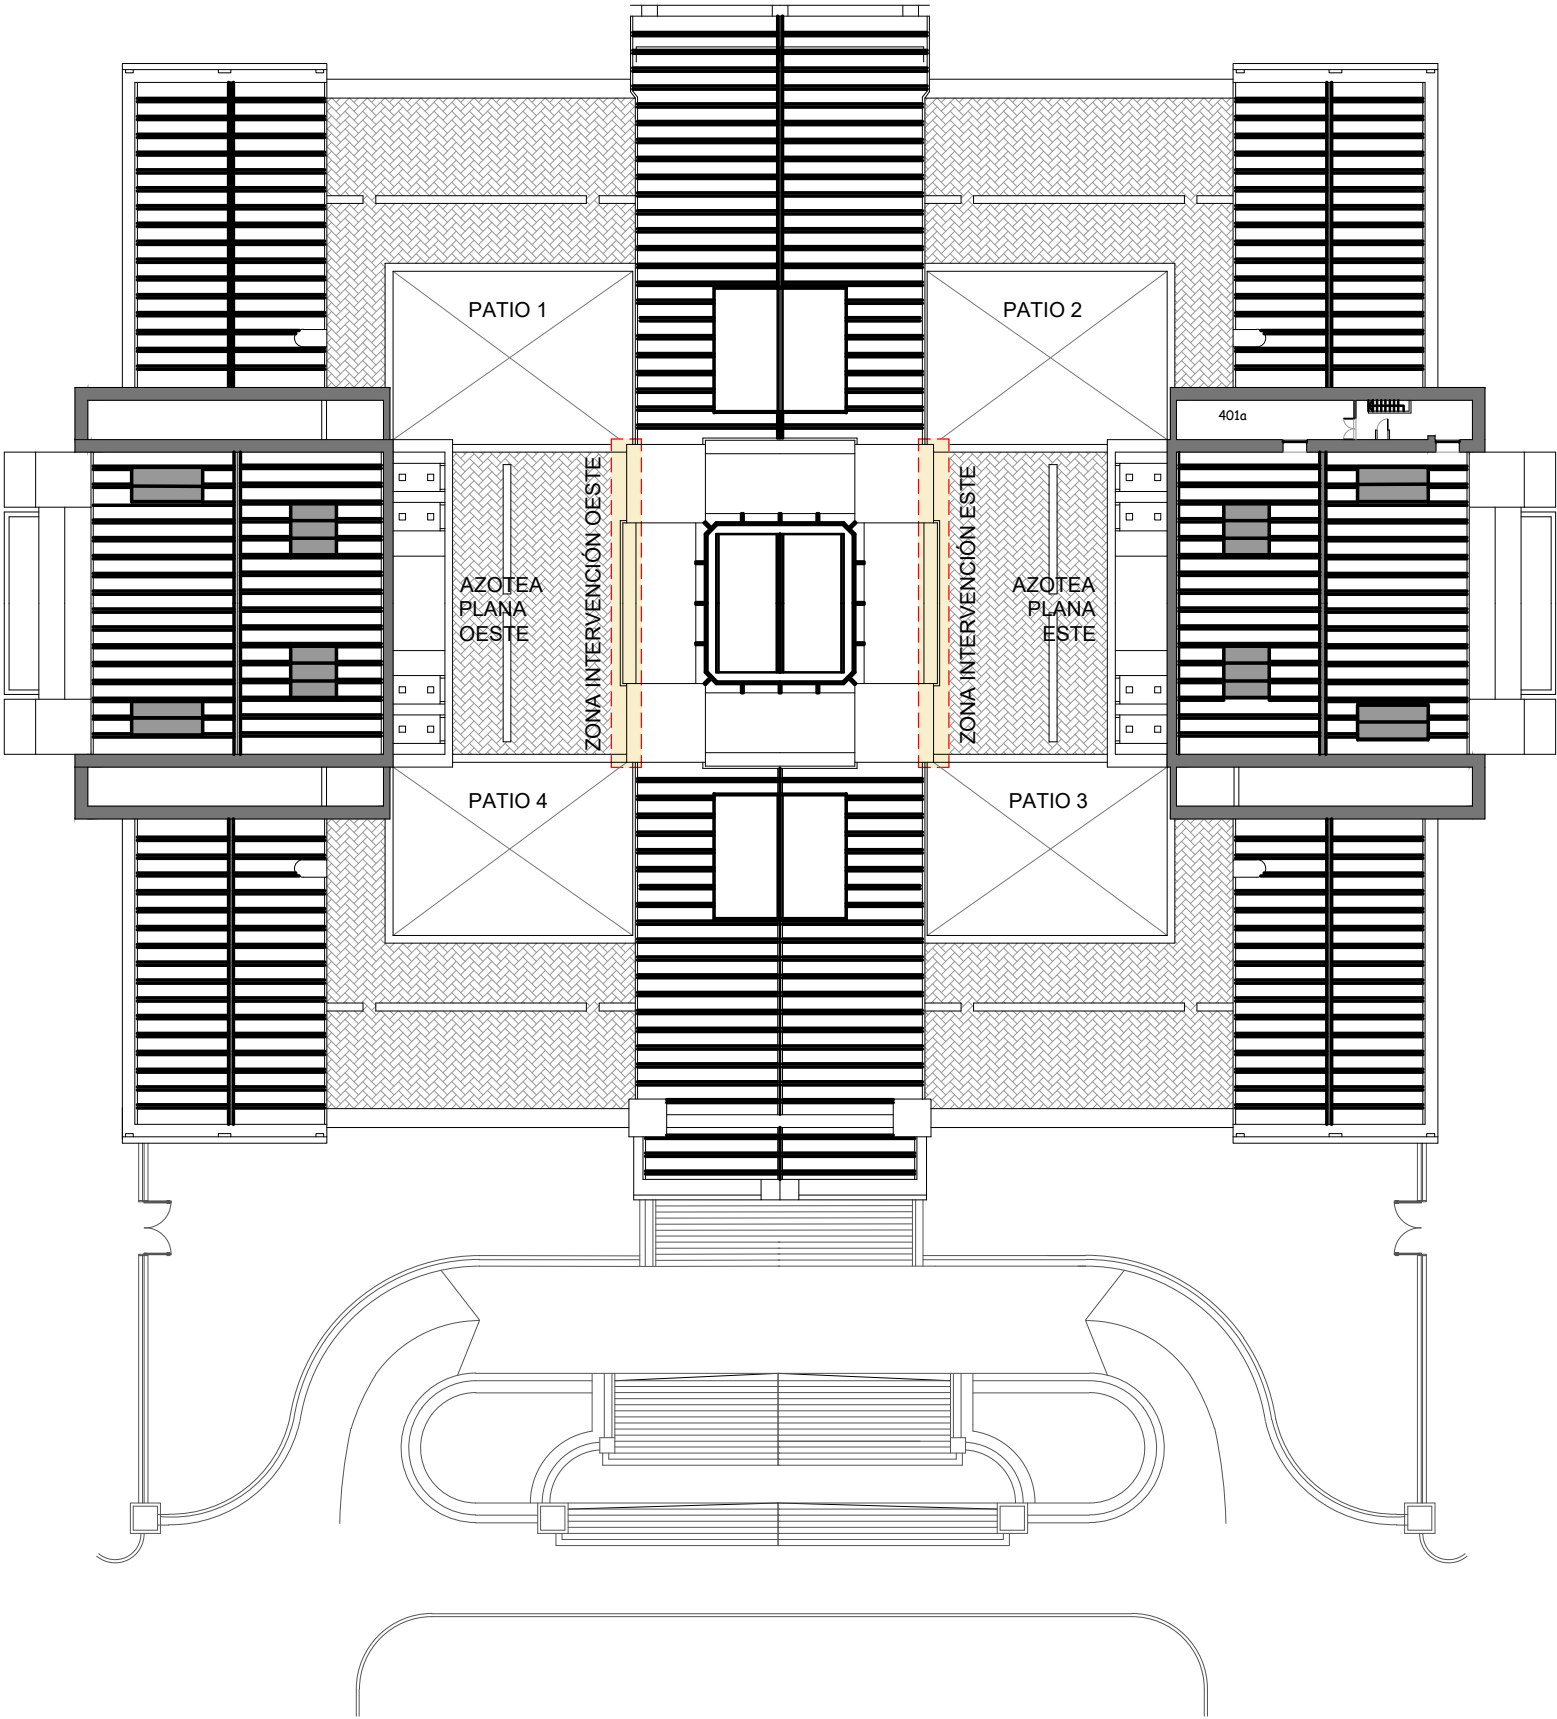 PATIO 1
PATIO 2
401a
ZONA INTERVENCIÓN OESTE
ZONA INTERVENCIÓN ESTE
AZOTEA
PLANA
OESTE
AZOTEA
PLANA
ESTE
PATIO 4
PATIO 3